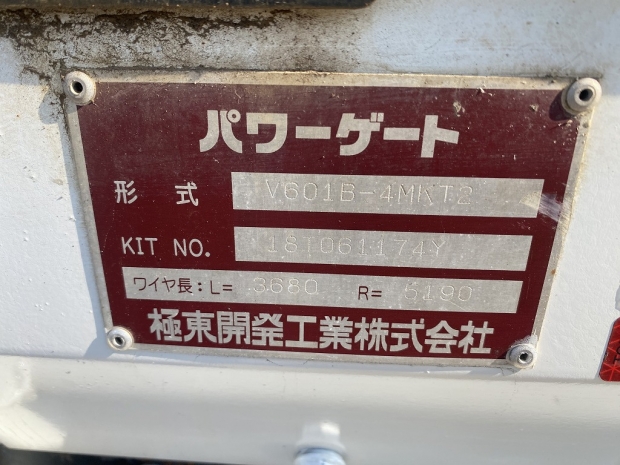 パワーゲート
形式 V601B-4MKT2
KIT NO. 18T061174Y
ワイヤ長:L= 3680 R= 6190
極東開発工業株式会社